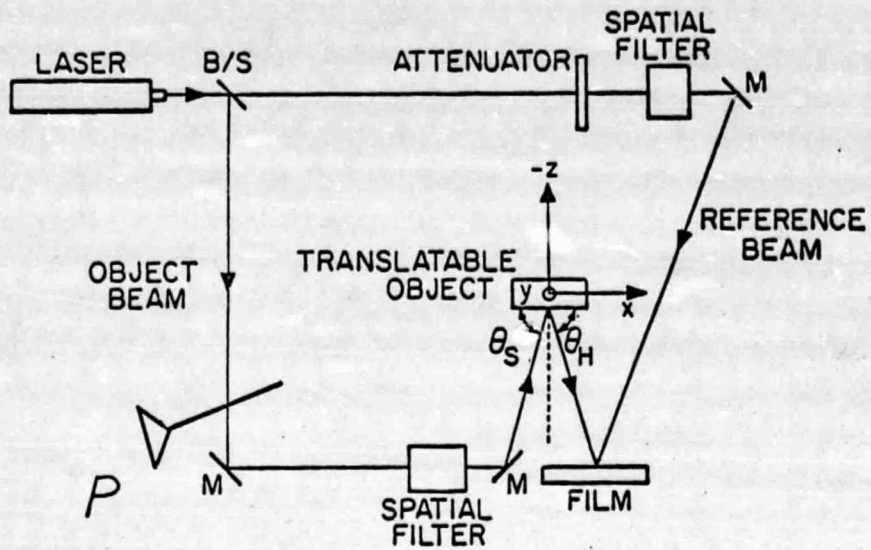 LASER
B/S
ATTENUATOR
SPATIAL
FILTER
M
-Z
REFERENCE
BEAM
OBJECT
BEAM
TRANSLATABLE
OBJECT
y
x
θS
θH
P
M
SPATIAL
FILTER
M
FILM